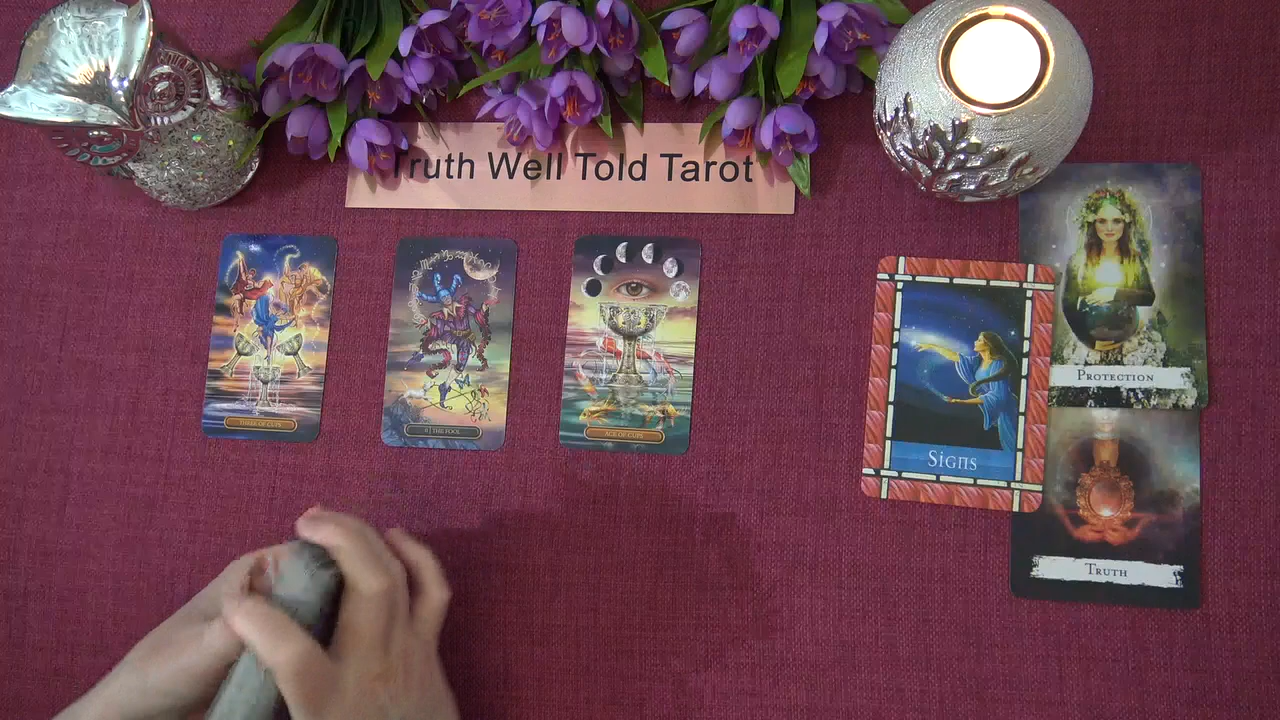 Truth Well Told Tarot
THREE OF CUPS
0 | THE FOOL
ACE OF CUPS
SIGNS
PROTECTION
TRUTH